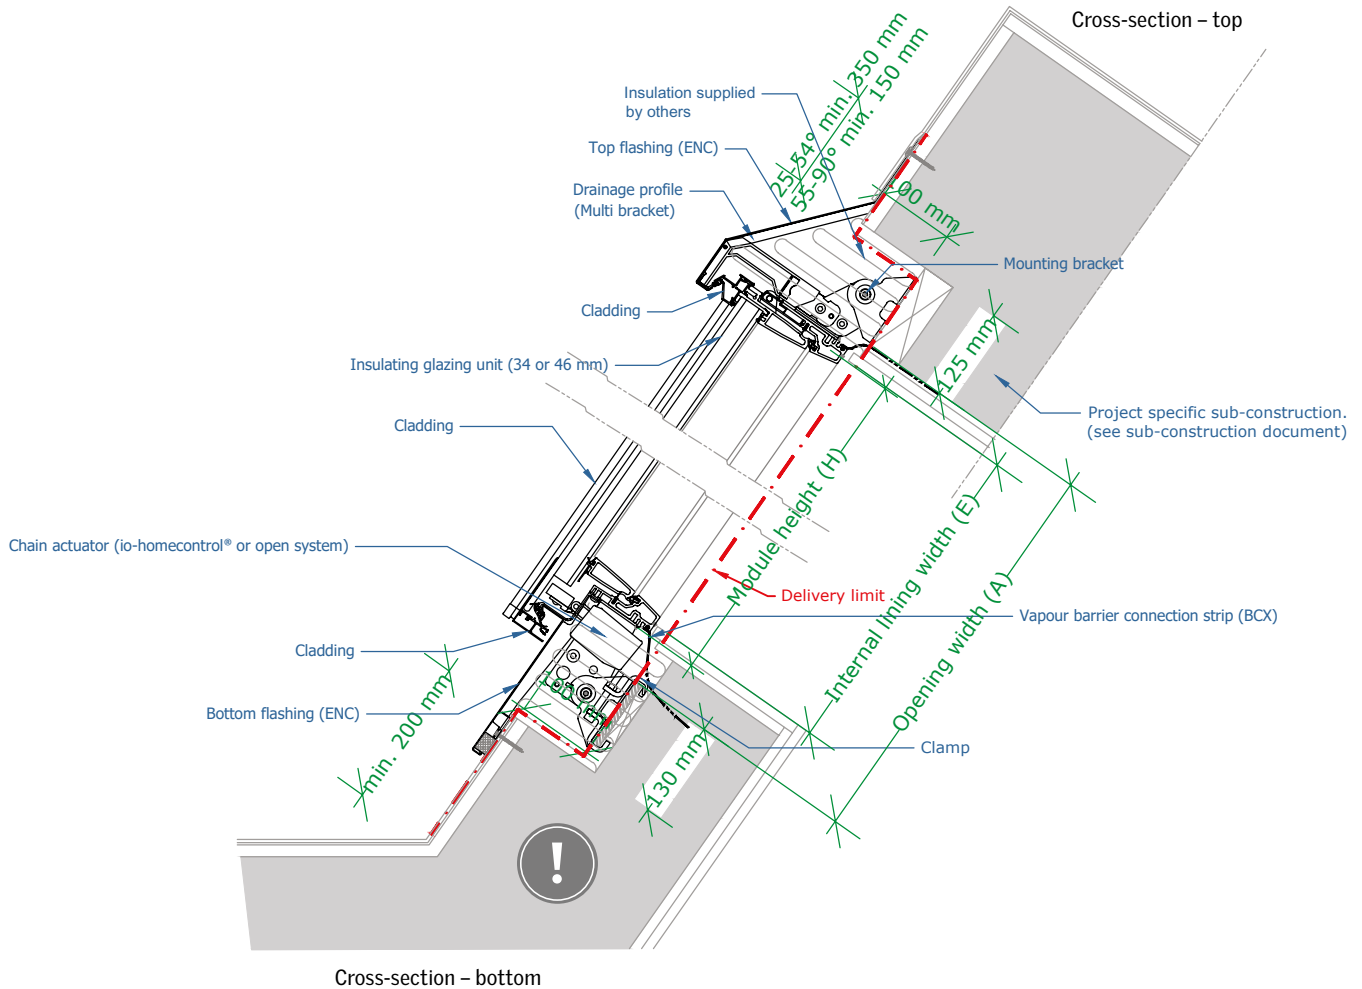 Cross-section – top
25-54° min. 350 mm
55-90° min. 150 mm
Insulation supplied
by others
Top flashing (ENC)
Drainage profile
(Multi bracket)
00 mm
Mounting bracket
Cladding
125 mm
Insulating glazing unit (34 or 46 mm)
Project specific sub-construction.
(see sub-construction document)
Cladding
Module height (H)
Internal lining width (E)
Opening width (A)
Chain actuator (io-homecontrol® or open system)
Delivery limit
Vapour barrier connection strip (BCX)
Cladding
min. 200 mm
Bottom flashing (ENC)
Clamp
130 mm
!
Cross-section – bottom